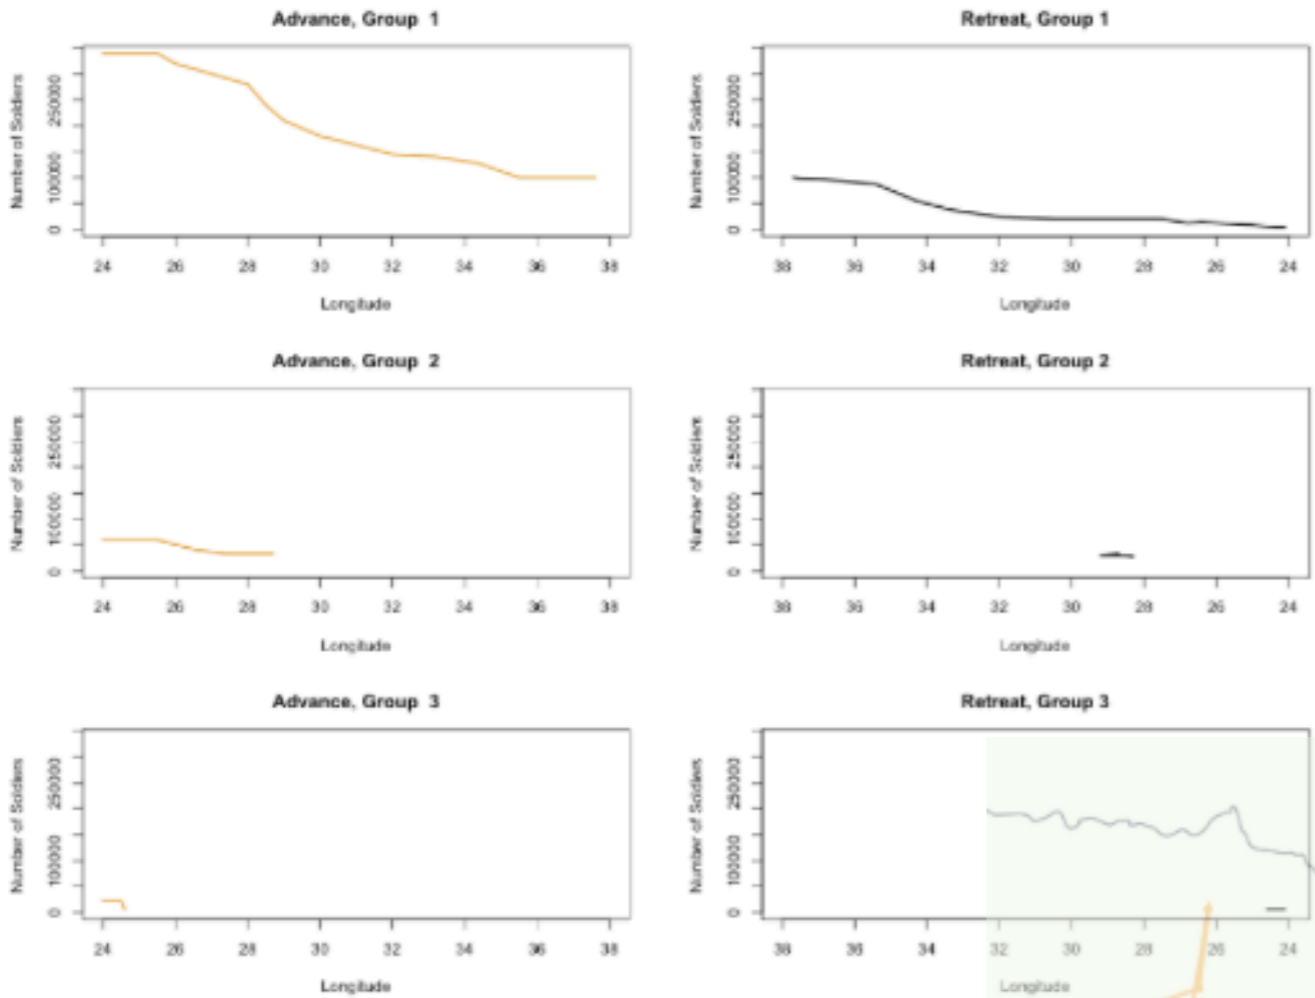 Advance, Group 1
Number of Soldiers
0 100000 250000
24 26 28 30 32 34 36 38
Longitude
Retreat, Group 1
Number of Soldiers
0 100000 250000
38 36 34 32 30 28 26 24
Longitude
Advance, Group 2
Number of Soldiers
0 100000 250000
24 26 28 30 32 34 36 38
Longitude
Retreat, Group 2
Number of Soldiers
0 100000 250000
38 36 34 32 30 28 26 24
Longitude
Advance, Group 3
Number of Soldiers
0 100000 250000
24 26 28 30 32 34 36 38
Longitude
Retreat, Group 3
Number of Soldiers
0 100000 250000
38 36 34 32 30 28 26 24
Longitude